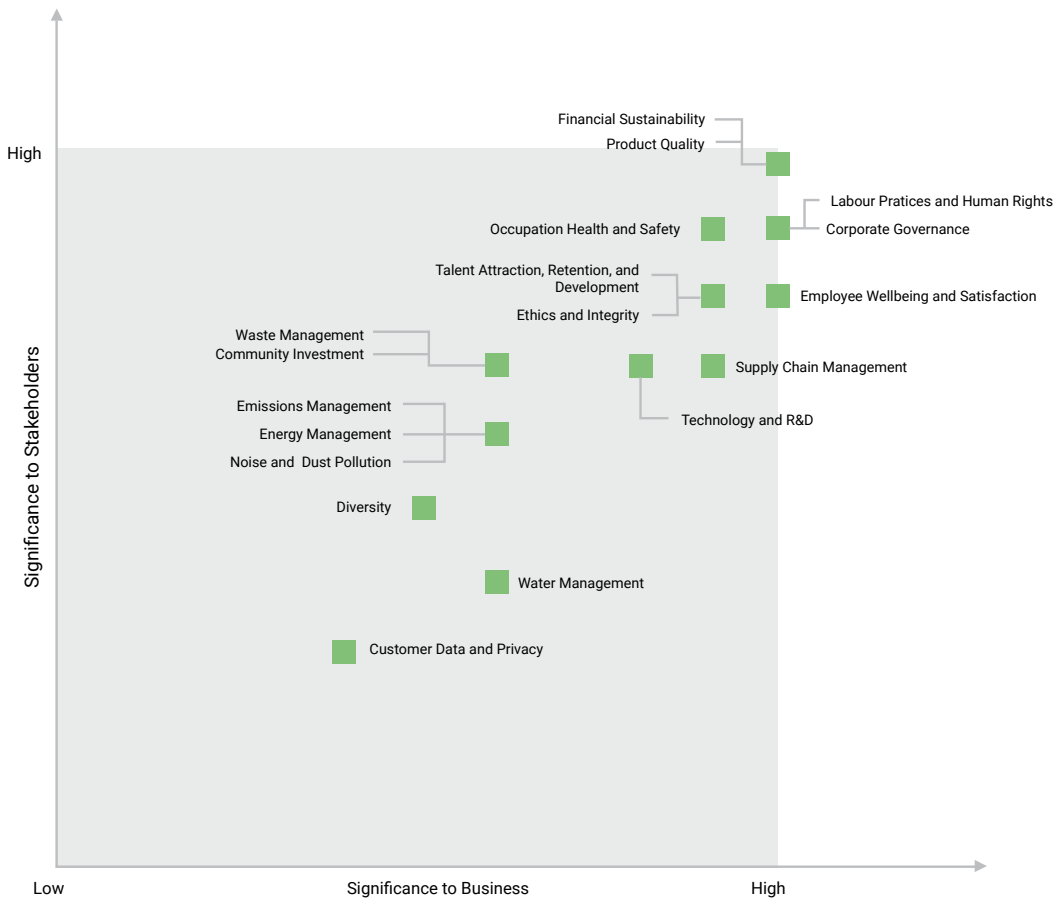 Financial Sustainability
Product Quality
High
Labour Pratices and Human Rights
Occupation Health and Safety
Corporate Governance
Talent Attraction, Retention, and
Development
Employee Wellbeing and Satisfaction
Ethics and Integrity
Waste Management
Community Investment
Supply Chain Management
Emissions Management
Technology and R&D
Energy Management
Noise and  Dust Pollution
Significance to Stakeholders
Diversity
Water Management
Customer Data and Privacy
Low
Significance to Business
High